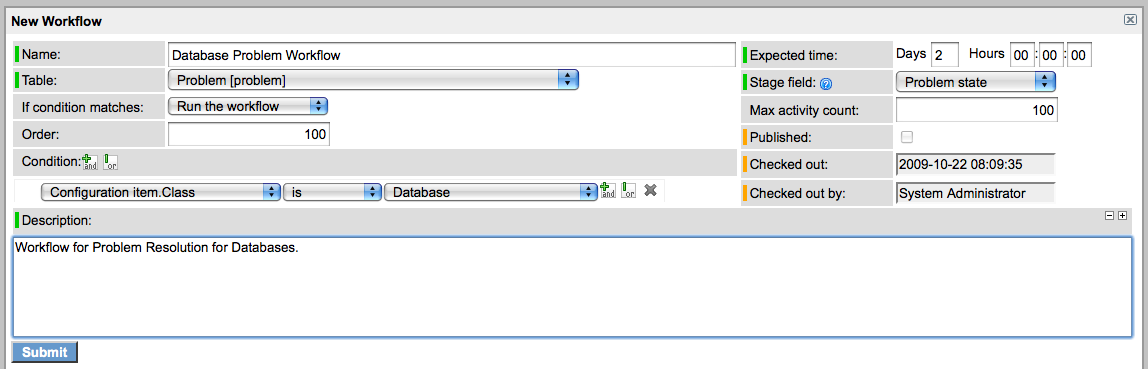 New Workflow
Name: Database Problem Workflow
Expected time: Days 2 Hours 00 : 00 : 00
Table: Problem [problem]
Stage field: Problem state
If condition matches: Run the workflow
Max activity count: 100
Order: 100
Published:
Condition: and or
Checked out: 2009-10-22 08:09:35
Configuration item.Class is Database and or
Checked out by: System Administrator
Description:
Workflow for Problem Resolution for Databases.
Submit